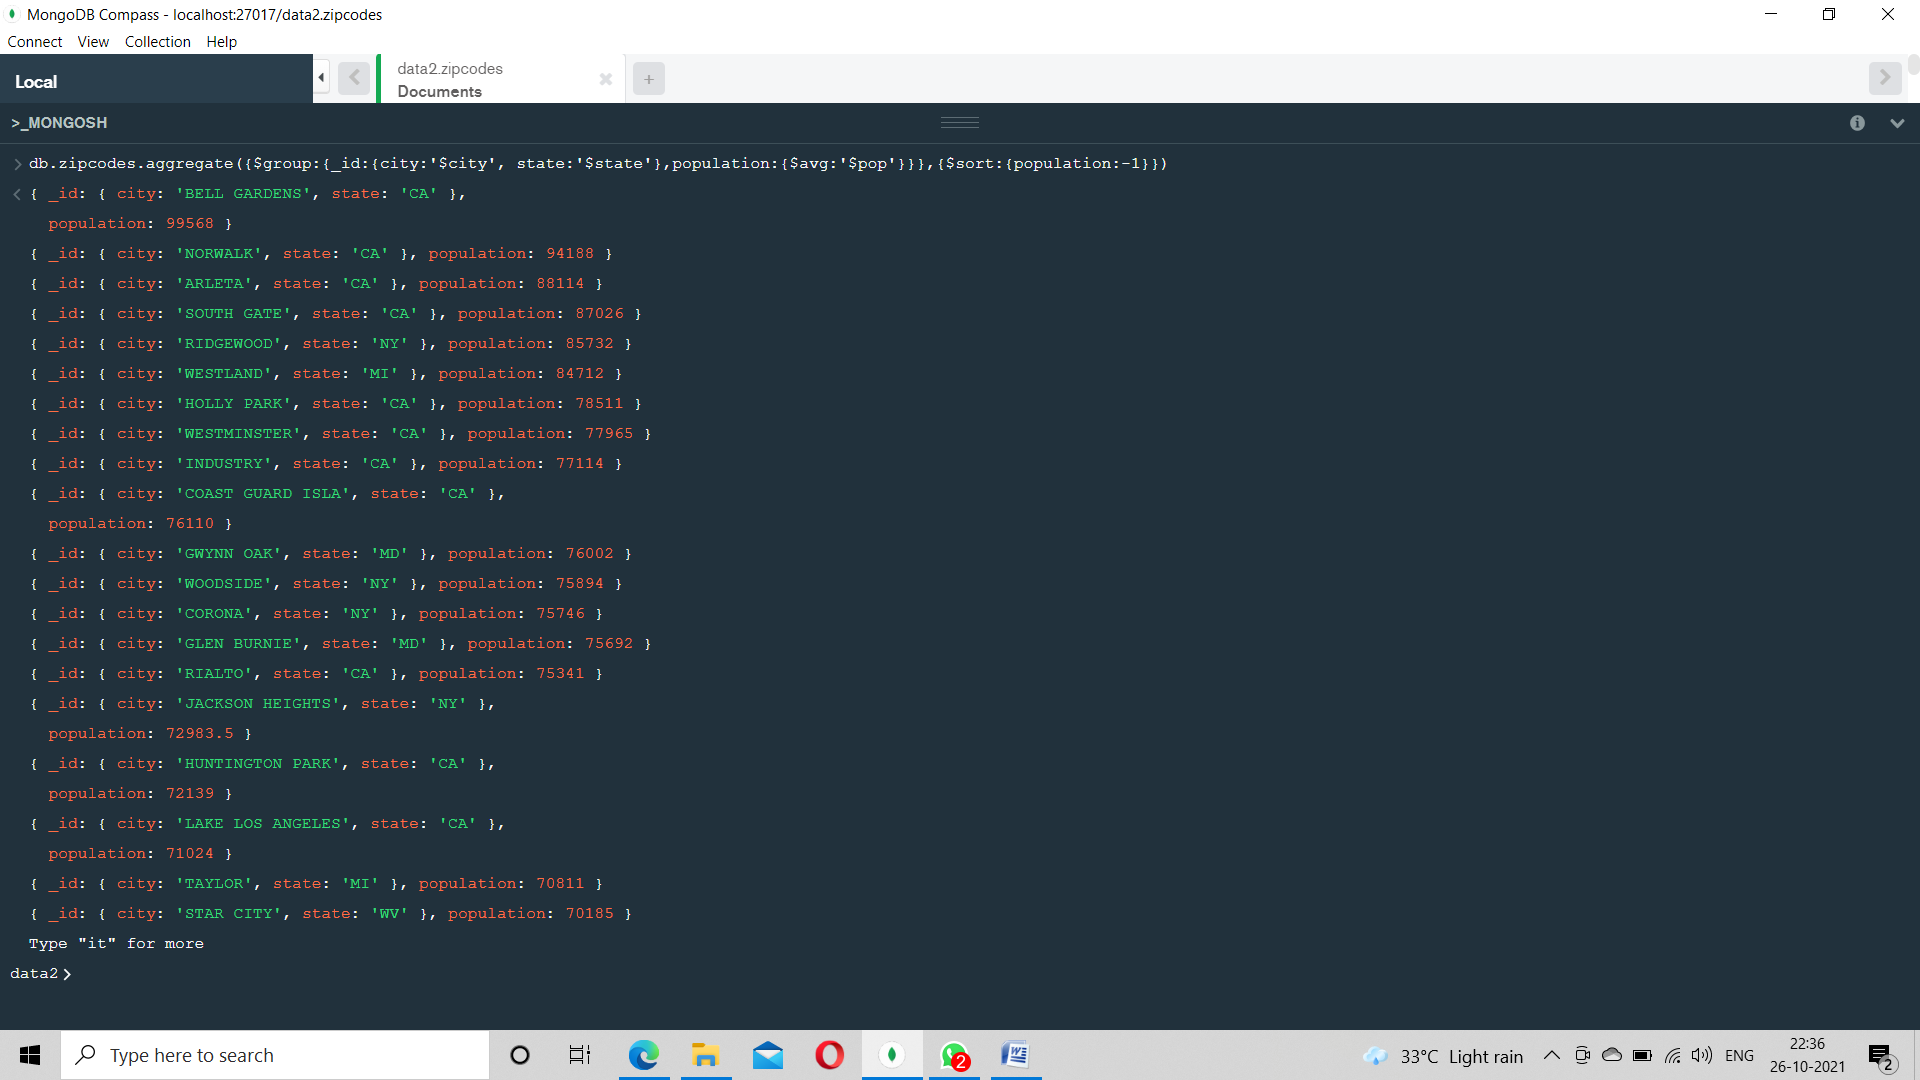 MongoDB Compass - localhost:27017/data2.zipcodes
Connect View Collection Help
Local
data2.zipcodes
Documents
>_MONGOSH
db.zipcodes.aggregate({$group:{_id:{city:'$city', state:'$state'},population:{$avg:'$pop'}}},{$sort:{population:-1}})
{ _id: { city: 'BELL GARDENS', state: 'CA' },
population: 99568 }
{ _id: { city: 'NORWALK', state: 'CA' }, population: 94188 }
{ _id: { city: 'ARLETA', state: 'CA' }, population: 88114 }
{ _id: { city: 'SOUTH GATE', state: 'CA' }, population: 87026 }
{ _id: { city: 'RIDGEWOOD', state: 'NY' }, population: 85732 }
{ _id: { city: 'WESTLAND', state: 'MI' }, population: 84712 }
{ _id: { city: 'HOLLY PARK', state: 'CA' }, population: 78511 }
{ _id: { city: 'WESTMINSTER', state: 'CA' }, population: 77965 }
{ _id: { city: 'INDUSTRY', state: 'CA' }, population: 77114 }
{ _id: { city: 'COAST GUARD ISLA', state: 'CA' },
population: 76110 }
{ _id: { city: 'GWYNN OAK', state: 'MD' }, population: 76002 }
{ _id: { city: 'WOODSIDE', state: 'NY' }, population: 75894 }
{ _id: { city: 'CORONA', state: 'NY' }, population: 75746 }
{ _id: { city: 'GLEN BURNIE', state: 'MD' }, population: 75692 }
{ _id: { city: 'RIALTO', state: 'CA' }, population: 75341 }
{ _id: { city: 'JACKSON HEIGHTS', state: 'NY' },
population: 72983.5 }
{ _id: { city: 'HUNTINGTON PARK', state: 'CA' },
population: 72139 }
{ _id: { city: 'LAKE LOS ANGELES', state: 'CA' },
population: 71024 }
{ _id: { city: 'TAYLOR', state: 'MI' }, population: 70811 }
{ _id: { city: 'STAR CITY', state: 'WV' }, population: 70185 }
Type "it" for more
data2>
Type here to search
2
33°C Light rain
ENG
22:36
26-10-2021
2